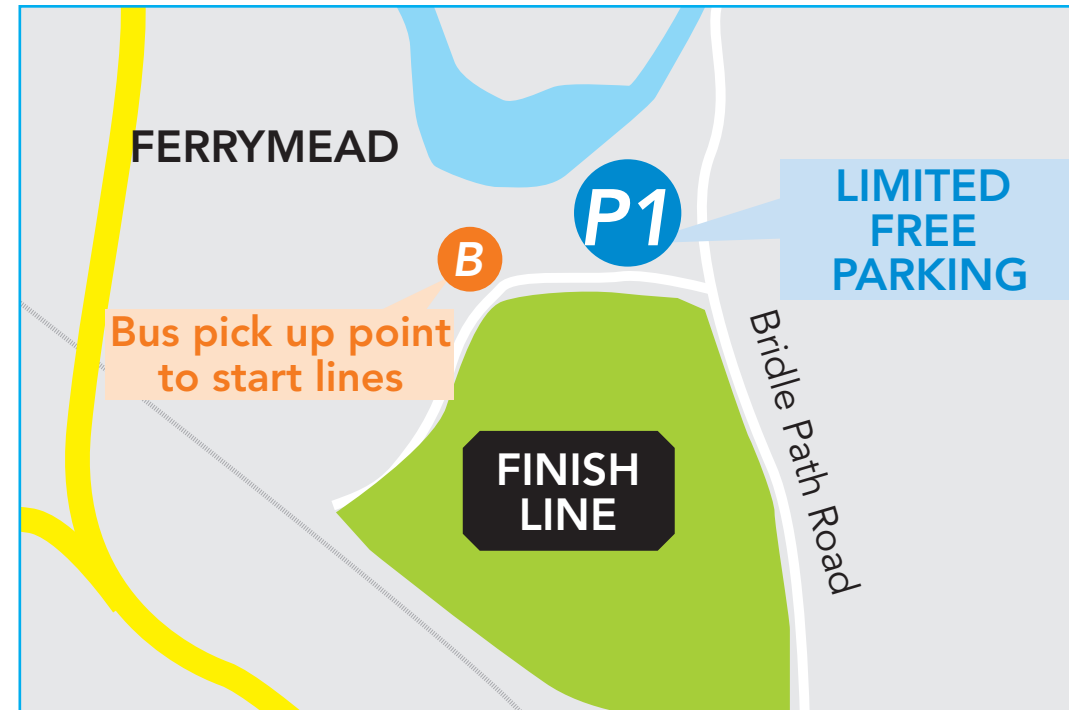 FERRYMEAD
P1
LIMITED
FREE
PARKING
B
Bus pick up point
to start lines
Bridle Path Road
FINISH
LINE